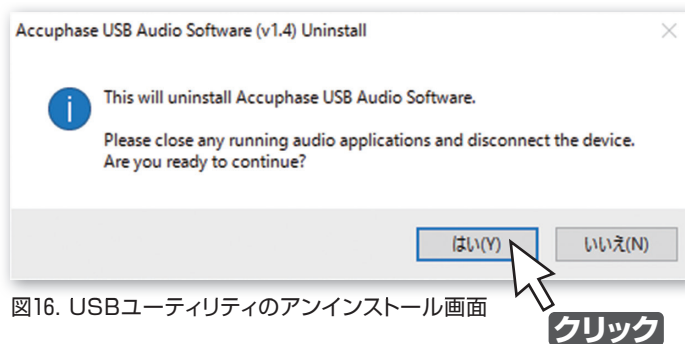 Accuphase USB Audio Software (v1.4) Uninstall
This will uninstall Accuphase USB Audio Software.
Please close any running audio applications and disconnect the device.
Are you ready to continue?
はい(Y)
いいえ(N)
図16. USBユーティリティのアンインストール画面
クリック